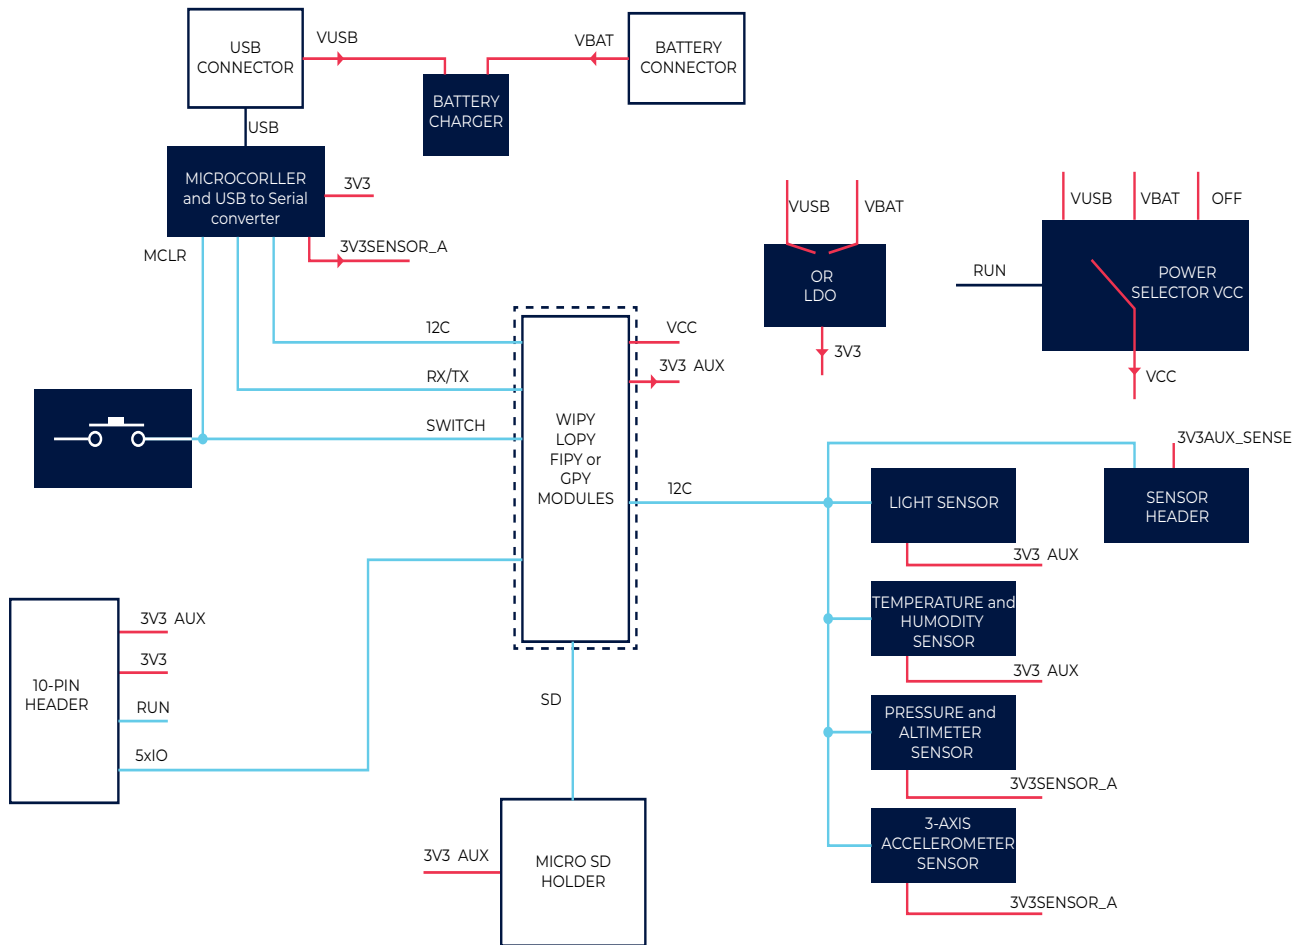 USB
CONNECTOR
VUSB
VBAT
BATTERY
CONNECTOR
BATTERY
CHARGER
USB
MICROCORLLER
and USB to Serial
converter
3V3
3V3SENSOR_A
MCLR
VUSB
VBAT
OR
LDO
3V3
VUSB
VBAT
OFF
RUN
POWER
SELECTOR VCC
VCC
12C
RX/TX
SWITCH
VCC
3V3 AUX
WIPY
LOPY
FIPY or
GPY
MODULES
12C
3V3AUX_SENSE
SENSOR
HEADER
LIGHT SENSOR
3V3 AUX
TEMPERATURE and
HUMODITY
SENSOR
3V3 AUX
PRESSURE and
ALTIMETER
SENSOR
3V3SENSOR_A
3-AXIS
ACCELEROMETER
SENSOR
3V3SENSOR_A
10-PIN
HEADER
3V3 AUX
3V3
RUN
5xIO
SD
3V3 AUX
MICRO SD
HOLDER